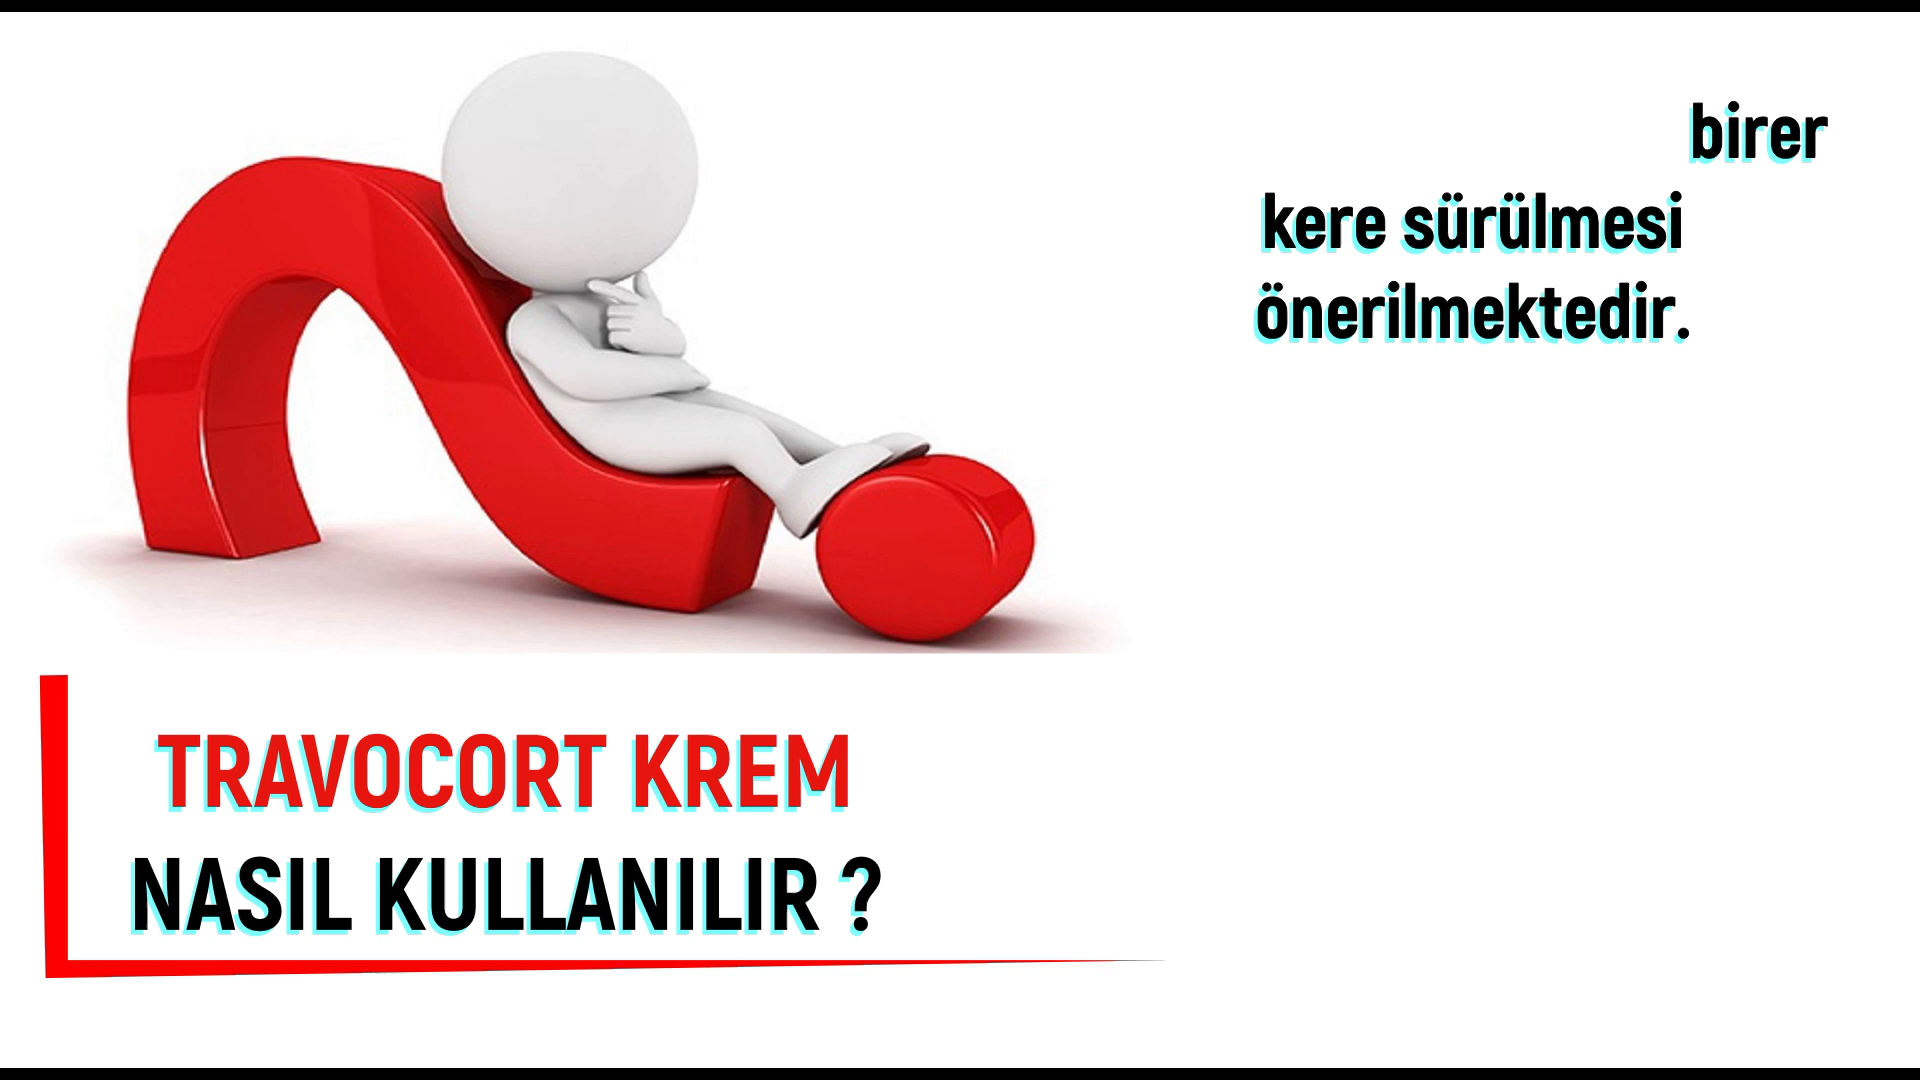 birer
kere sürülmesi
önerilmektedir.
TRAVOCORT KREM
NASIL KULLANILIR ?